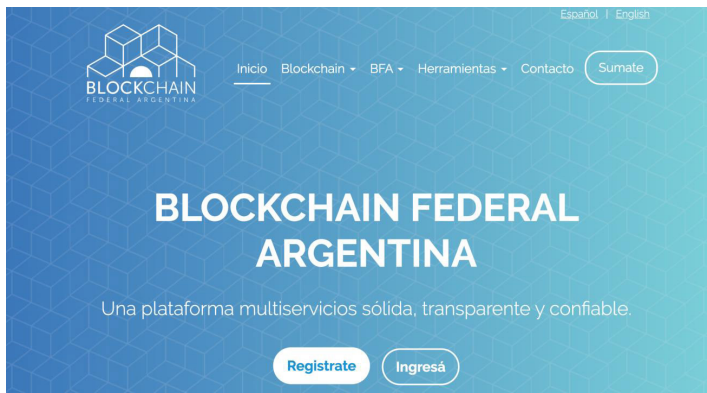 Español | English
BLOCKCHAIN
FEDERAL ARGENTINA
Inicio Blockchain BFA Herramientas Contacto Sumate
BLOCKCHAIN FEDERAL
ARGENTINA
Una plataforma multiservicios sólida, transparente y confiable.
Registrate Ingresá